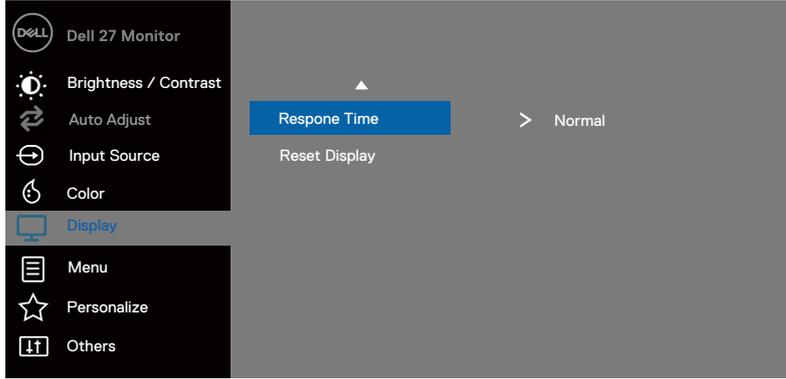 DELL
Dell 27 Monitor
Brightness / Contrast
Auto Adjust
Input Source
Color
Display
Menu
Personalize
Others
Respone Time
Normal
Reset Display